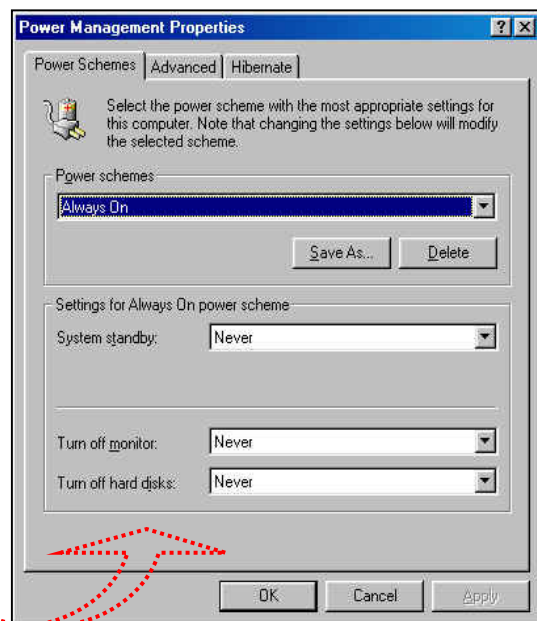 Power Management Properties
Power Schemes Advanced Hibernate
Select the power scheme with the most appropriate settings for
this computer. Note that changing the settings below will modify
the selected scheme.
Power schemes
Always On
Save As... Delete
Settings for Always On power scheme
System standby: Never
Turn off monitor: Never
Turn off hard disks: Never
OK Cancel Apply